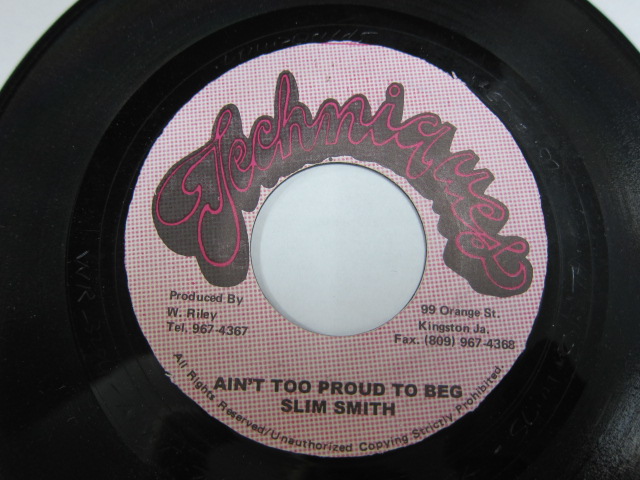 Techniques
Produced By
W. Riley
Tel. 967-4367
99 Orange St.
Kingston Ja.
Fax. (809) 967-4368
AIN'T TOO PROUD TO BEG
SLIM SMITH
All Rights Reserved/Unauthorized Copying Strictly Prohibited.